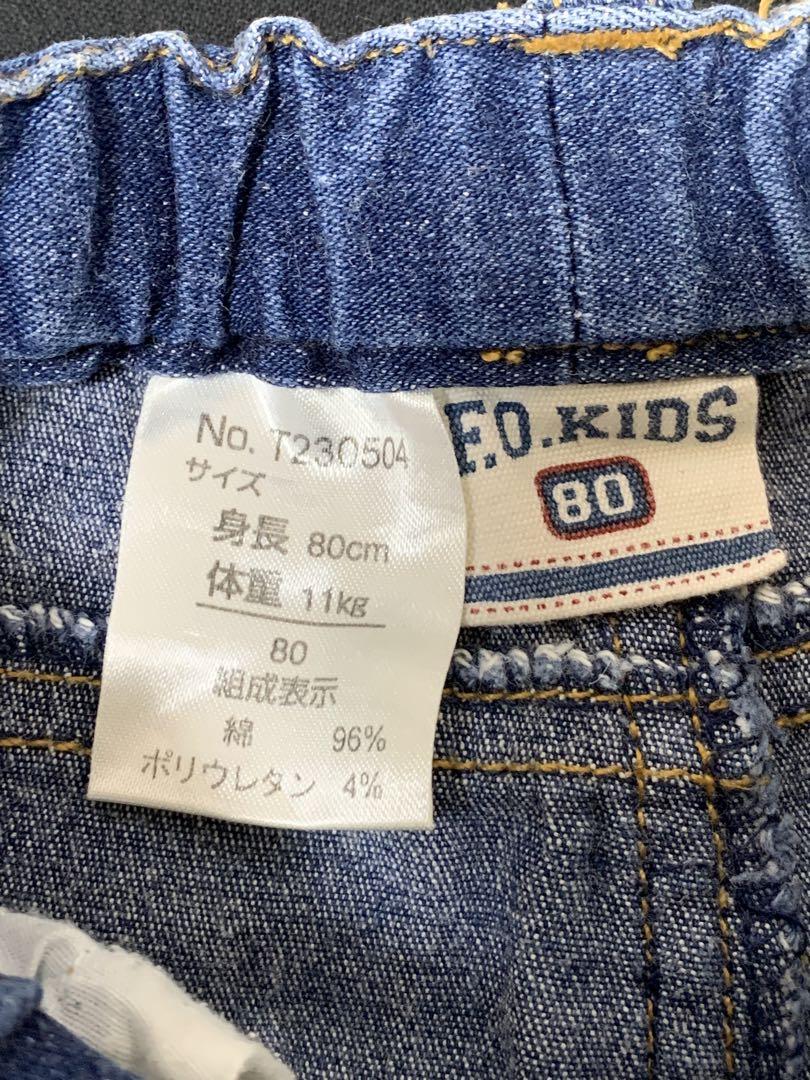 No. T230504
サイズ
身長 80cm
体重 11kg
80
組成表示
綿 96%
ポリウレタン 4%
F.O.KIDS
80